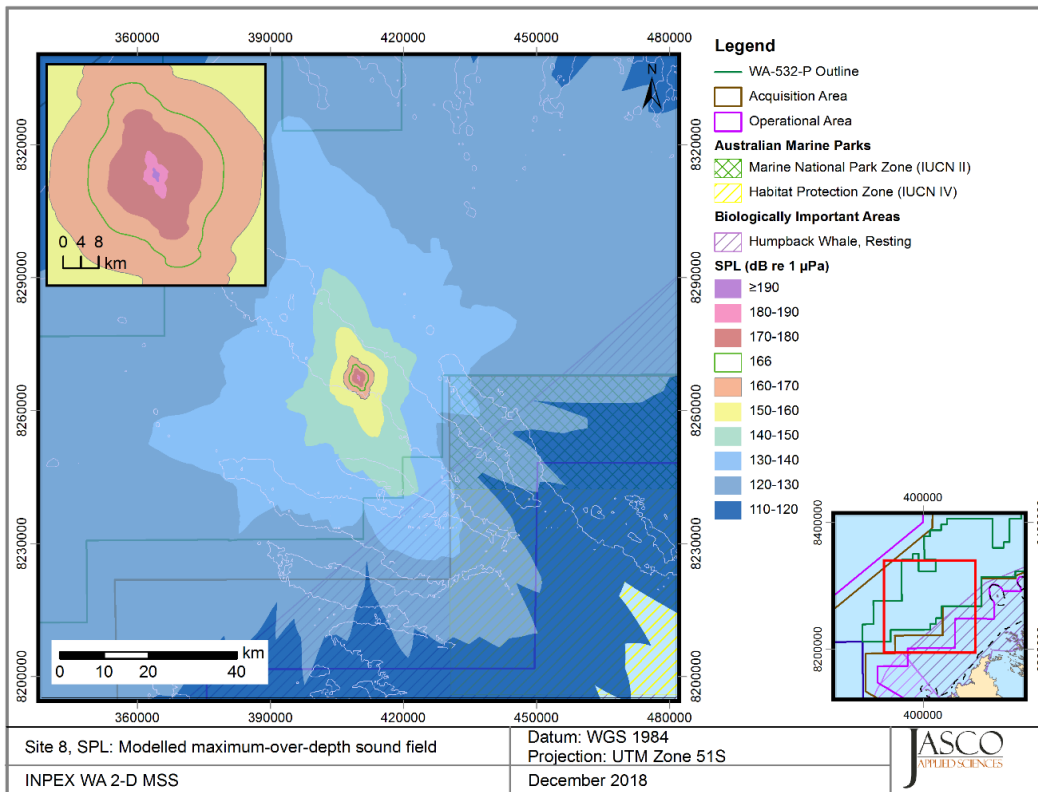 360000 390000 420000 450000 480000
8320000
8290000
8260000
8230000
8200000
N
0 4 8
km
0 10 20 40
km
360000 390000 420000 450000 480000
8320000
8290000
8260000
8230000
8200000
Legend
WA-532-P Outline
Acquisition Area
Operational Area
Australian Marine Parks
Marine National Park Zone (IUCN II)
Habitat Protection Zone (IUCN IV)
Biologically Important Areas
Humpback Whale, Resting
SPL (dB re 1 µPa)
≥190
180-190
170-180
166
160-170
150-160
140-150
130-140
120-130
110-120
400000
8400000
8200000
400000
Site 8, SPL: Modelled maximum-over-depth sound field
Datum: WGS 1984
Projection: UTM Zone 51S
INPEX WA 2-D MSS
December 2018
JASCO
APPLIED SCIENCES